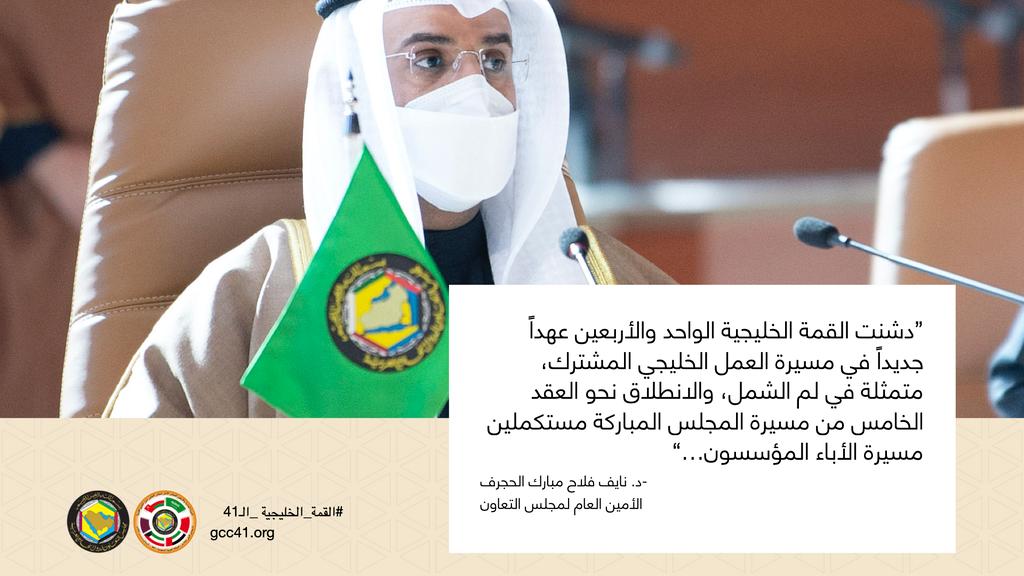 ”دشنت القمة الخليجية الواحد والأربعين عهداً
جديداً في مسيرة العمل الخليجي المشترك،
متمثلة في لم الشمل، والانطلاق نحو العقد
الخامس من مسيرة المجلس المباركة مستكملين
مسيرة الأباء المؤسسون...“
-د. نايف فلاح مبارك الحجرف
الأمين العام لمجلس التعاون
#القمة_الخليجية _الـ41
gcc41.org